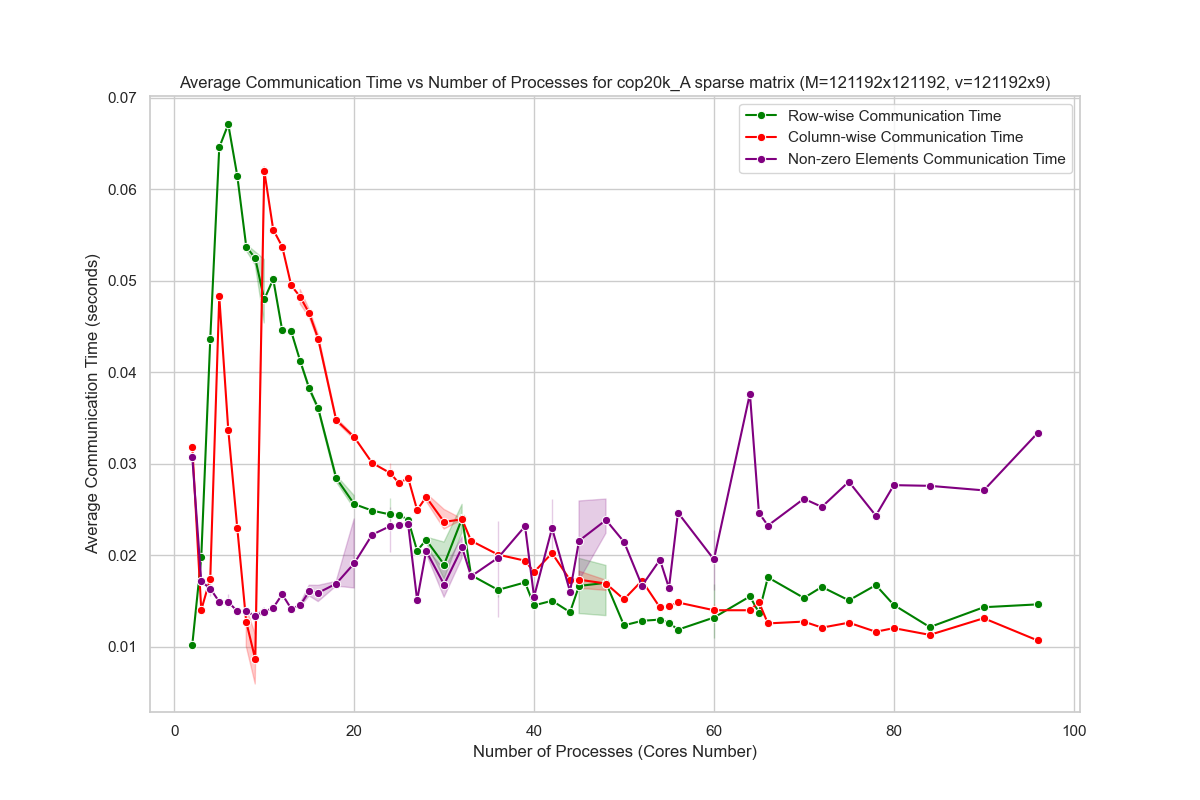 Average Communication Time vs Number of Processes for cop20k_A sparse matrix (M=121192x121192, v=121192x9)
Row-wise Communication Time
Column-wise Communication Time
Non-zero Elements Communication Time
Average Communication Time (seconds)
0.07
0.06
0.05
0.04
0.03
0.02
0.01
0 20 40 60 80 100
Number of Processes (Cores Number)